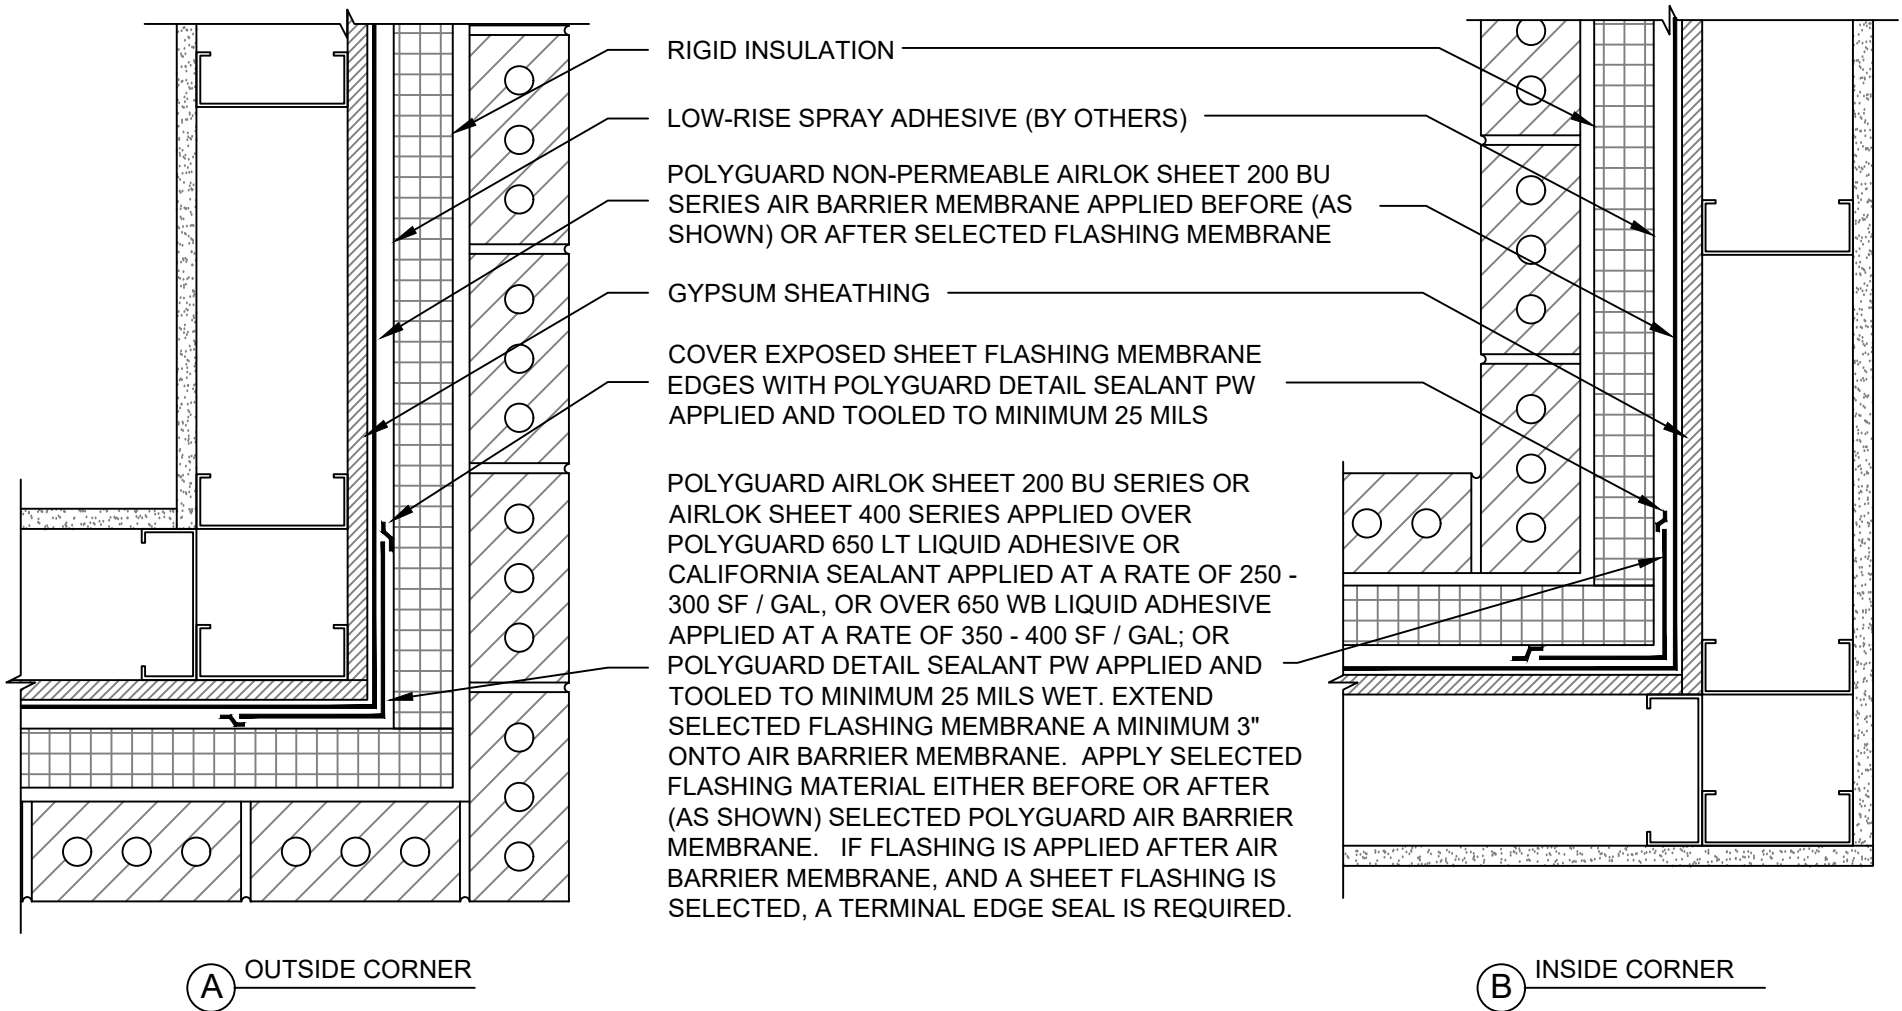 RIGID INSULATION
LOW-RISE SPRAY ADHESIVE (BY OTHERS)
POLYGUARD NON-PERMEABLE AIRLOK SHEET 200 BU
SERIES AIR BARRIER MEMBRANE APPLIED BEFORE (AS
SHOWN) OR AFTER SELECTED FLASHING MEMBRANE
GYPSUM SHEATHING
COVER EXPOSED SHEET FLASHING MEMBRANE
EDGES WITH POLYGUARD DETAIL SEALANT PW
APPLIED AND TOOLED TO MINIMUM 25 MILS
POLYGUARD AIRLOK SHEET 200 BU SERIES OR
AIRLOK SHEET 400 SERIES APPLIED OVER
POLYGUARD 650 LT LIQUID ADHESIVE OR
CALIFORNIA SEALANT APPLIED AT A RATE OF 250 -
300 SF / GAL, OR OVER 650 WB LIQUID ADHESIVE
APPLIED AT A RATE OF 350 - 400 SF / GAL; OR
POLYGUARD DETAIL SEALANT PW APPLIED AND
TOOLED TO MINIMUM 25 MILS WET. EXTEND
SELECTED FLASHING MEMBRANE A MINIMUM 3"
ONTO AIR BARRIER MEMBRANE. APPLY SELECTED
FLASHING MATERIAL EITHER BEFORE OR AFTER
(AS SHOWN) SELECTED POLYGUARD AIR BARRIER
MEMBRANE. IF FLASHING IS APPLIED AFTER AIR
BARRIER MEMBRANE, AND A SHEET FLASHING IS
SELECTED, A TERMINAL EDGE SEAL IS REQUIRED.
A OUTSIDE CORNER
B INSIDE CORNER